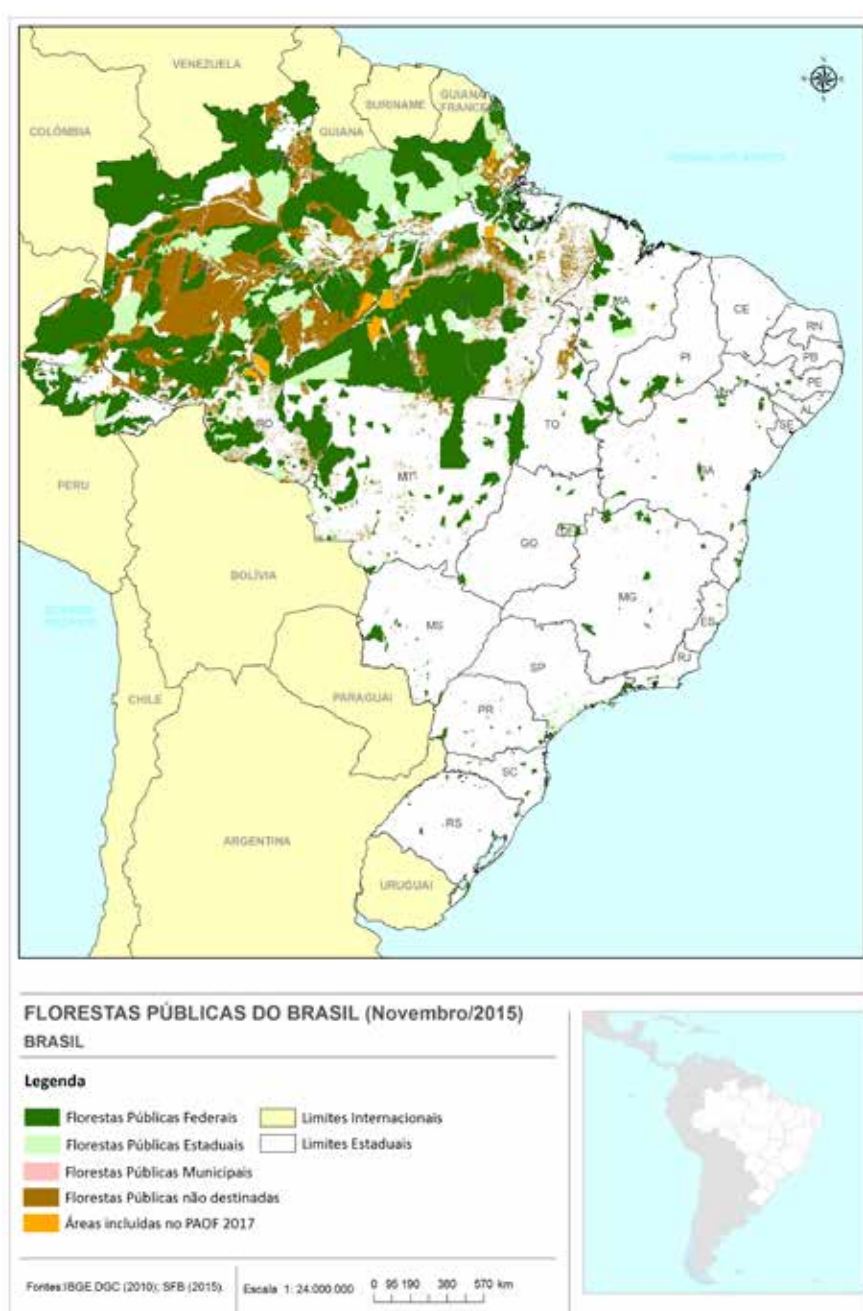 VENEZUELA
COLÔMBIA
GUIANA
SURINAME
GUIANA
FRANCESA
MA
CE
RN
PB
PE
AL
SE
PI
TO
BA
RO
MT
GO
DF
MG
ES
RJ
MS
SP
PR
SC
RS
PERU
BOLÍVIA
PARAGUAI
CHILE
ARGENTINA
URUGUAI
FLORESTAS PÚBLICAS DO BRASIL (Novembro/2015)
BRASIL
Legenda
Florestas Públicas Federais
Limites Internacionais
Florestas Públicas Estaduais
Limites Estaduais
Florestas Públicas Municipais
Florestas Públicas não destinadas
Áreas incluídas no PAOF 2017
Fontes:IBGE.DGC (2010); SFB (2015).
Escala 1: 24.000.000
0 95 190 380 570 km